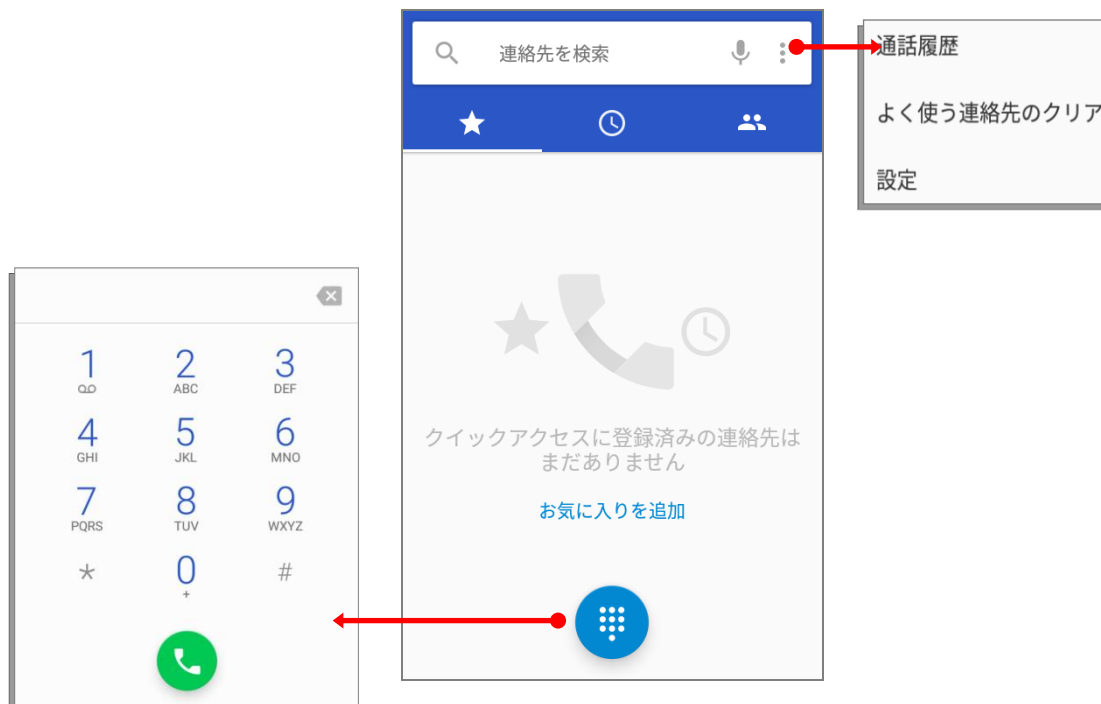 連絡先を検索
通話履歴
よく使う連絡先のクリア
設定
クイックアクセスに登録済みの連絡先は
まだありません
お気に入りを追加
1 2 3
ABC DEF
4 5 6
GHI JKL MNO
7 8 9
PQRS TUV WXYZ
* 0 #
+